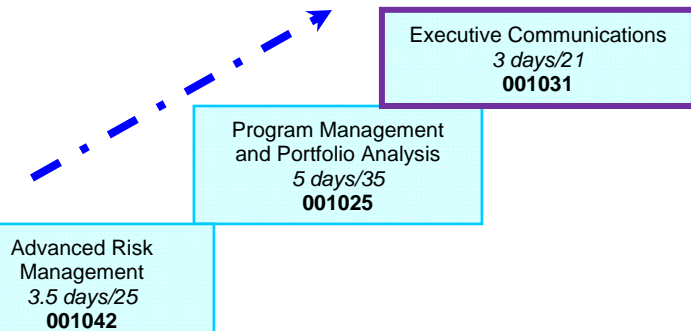 Executive Communications
3 days/21
001031
Program Management
and Portfolio Analysis
5 days/35
001025
Advanced Risk
Management
3.5 days/25
001042